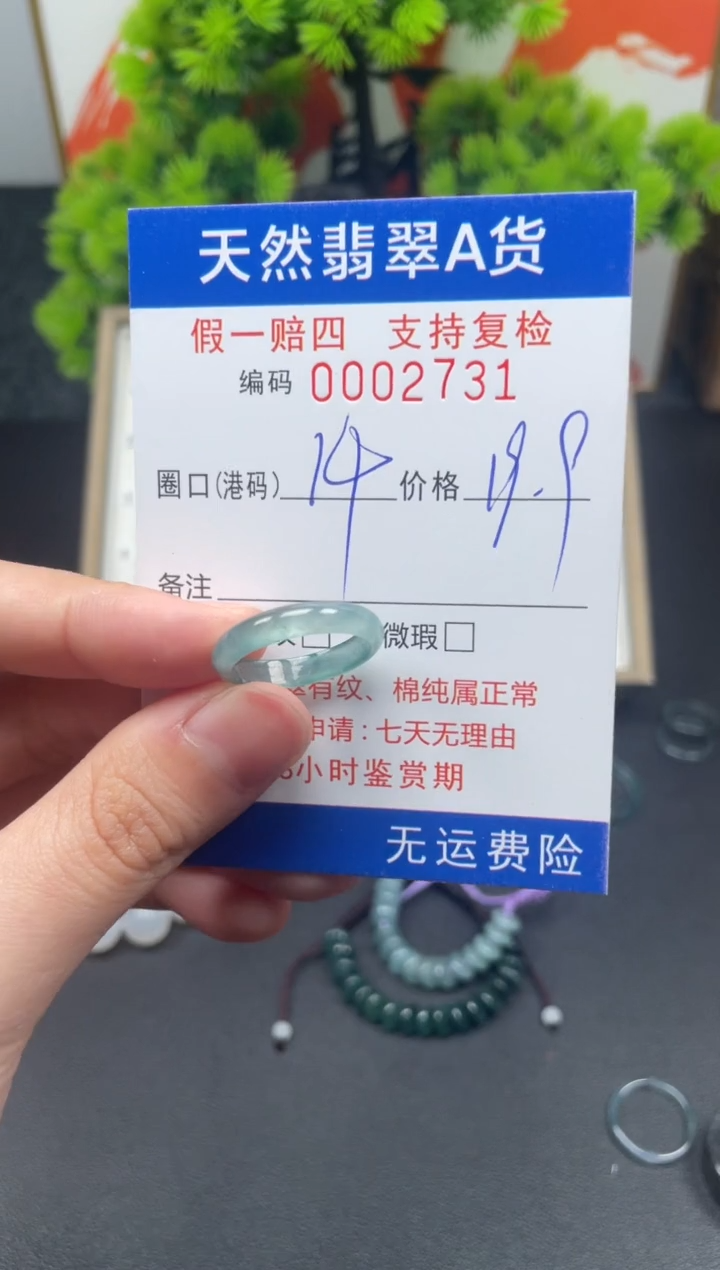 天然翡翠A货
假一赔四 支持复检
编码 0002731
圈口(港码) 14 价格 19.9
备注
微瑕□
有纹、棉纯属正常
申请:七天无理由
小时鉴赏期
无运费险